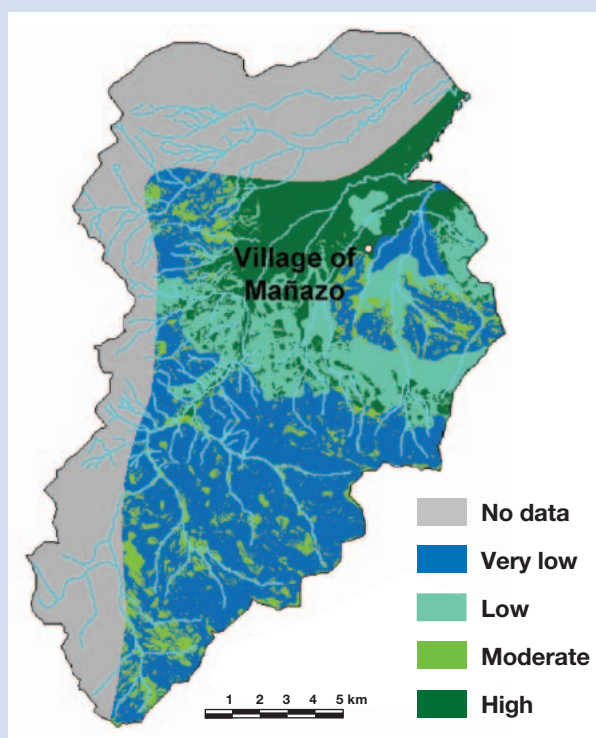 Village of
Mañazo
No data
Very low
Low
Moderate
High
1 2 3 4 5 km